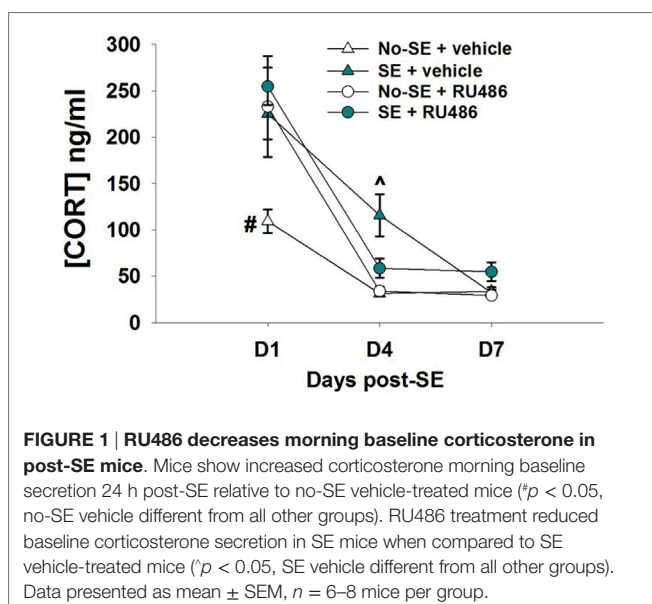 300
250
200
150
100
50
0
[CORT] ng/ml
No-SE + vehicle
SE + vehicle
No-SE + RU486
SE + RU486
#
^
D1 D4 D7
Days post-SE
FIGURE 1 | RU486 decreases morning baseline corticosterone in
post-SE mice. Mice show increased corticosterone morning baseline
secretion 24 h post-SE relative to no-SE vehicle-treated mice (#p < 0.05,
no-SE vehicle different from all other groups). RU486 treatment reduced
baseline corticosterone secretion in SE mice when compared to SE
vehicle-treated mice (^p < 0.05, SE vehicle different from all other groups).
Data presented as mean ± SEM, n = 6–8 mice per group.